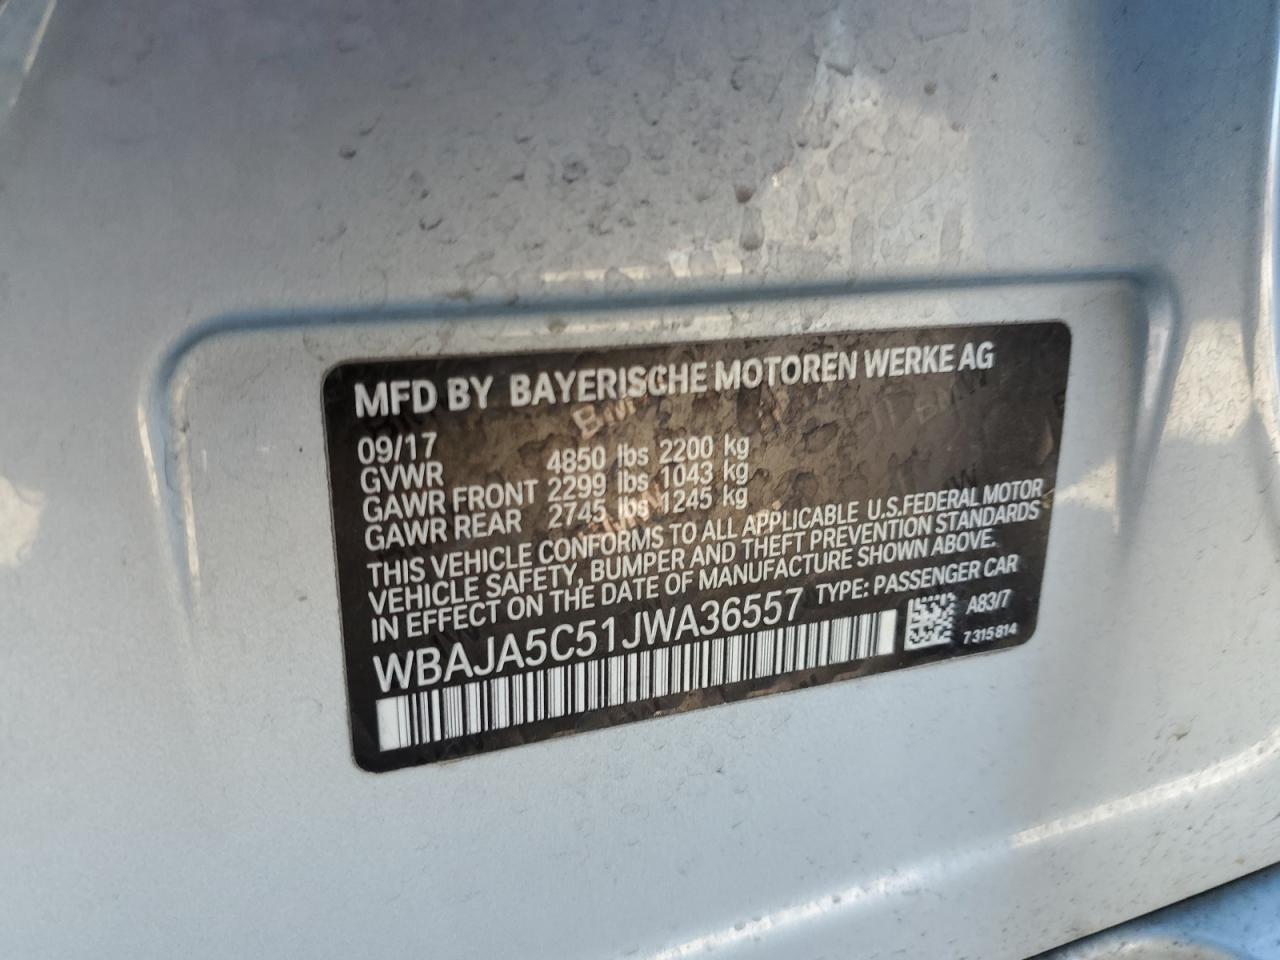 MFD BY BAYERISCHE MOTOREN WERKE AG
09/17
GVWR 4850 lbs 2200 kg
GAWR FRONT 2299 lbs 1043 kg
GAWR REAR 2745 lbs 1245 kg
THIS VEHICLE CONFORMS TO ALL APPLICABLE U.S.FEDERAL MOTOR
VEHICLE SAFETY, BUMPER AND THEFT PREVENTION STANDARDS
IN EFFECT ON THE DATE OF MANUFACTURE SHOWN ABOVE.
WBAJA5C51JWA36557 TYPE: PASSENGER CAR
A83/7
7 315 814